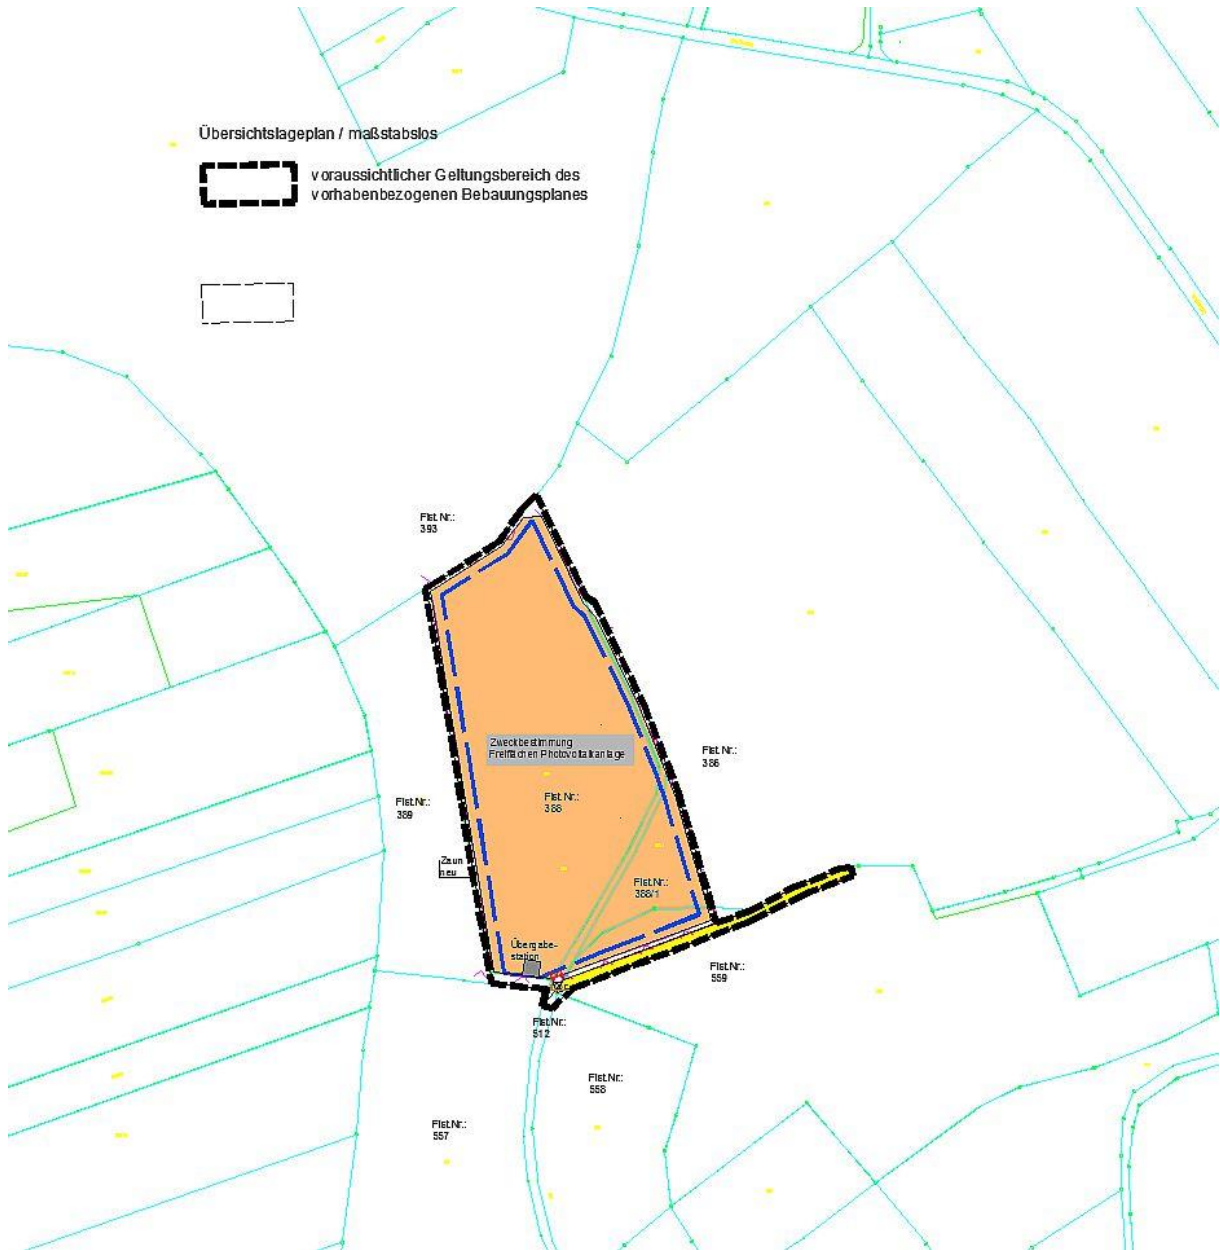 Übersichtslageplan / maßstabslos
voraussichtlicher Geltungsbereich des
vorhabenbezogenen Bebauungsplanes
Flst.Nr.:
393
Zweckbestimmung
Freiflächen Photovoltaikanlage
Flst.Nr.:
386
Flst.Nr.:
389
Flst.Nr.:
388
Zaun
neu
Flst.Nr.:
388/1
Übergabe-
station
Flst.Nr.:
559
Flst.Nr.:
512
Flst.Nr.:
558
Flst.Nr.:
557